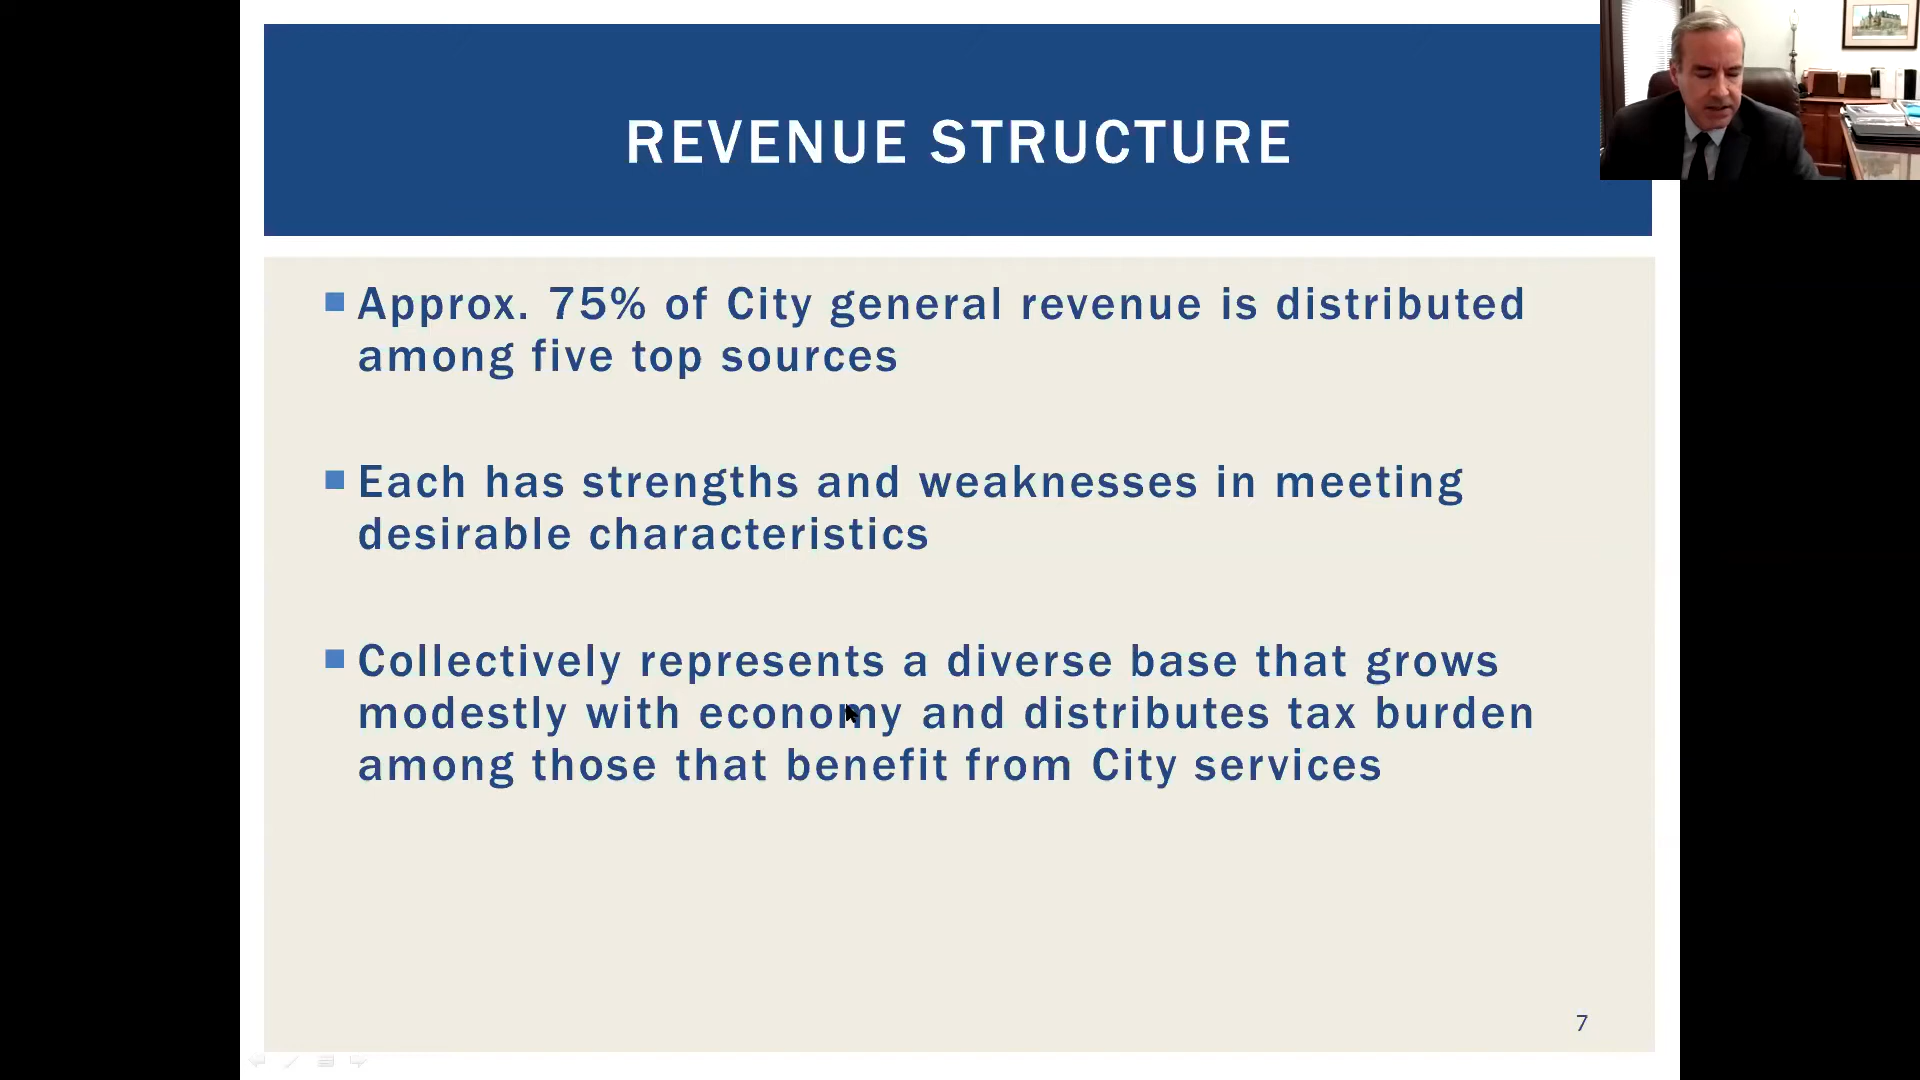 REVENUE STRUCTURE
Approx. 75% of City general revenue is distributed
among five top sources
Each has strengths and weaknesses in meeting
desirable characteristics
Collectively represents a diverse base that grows
modestly with economy and distributes tax burden
among those that benefit from City services
7